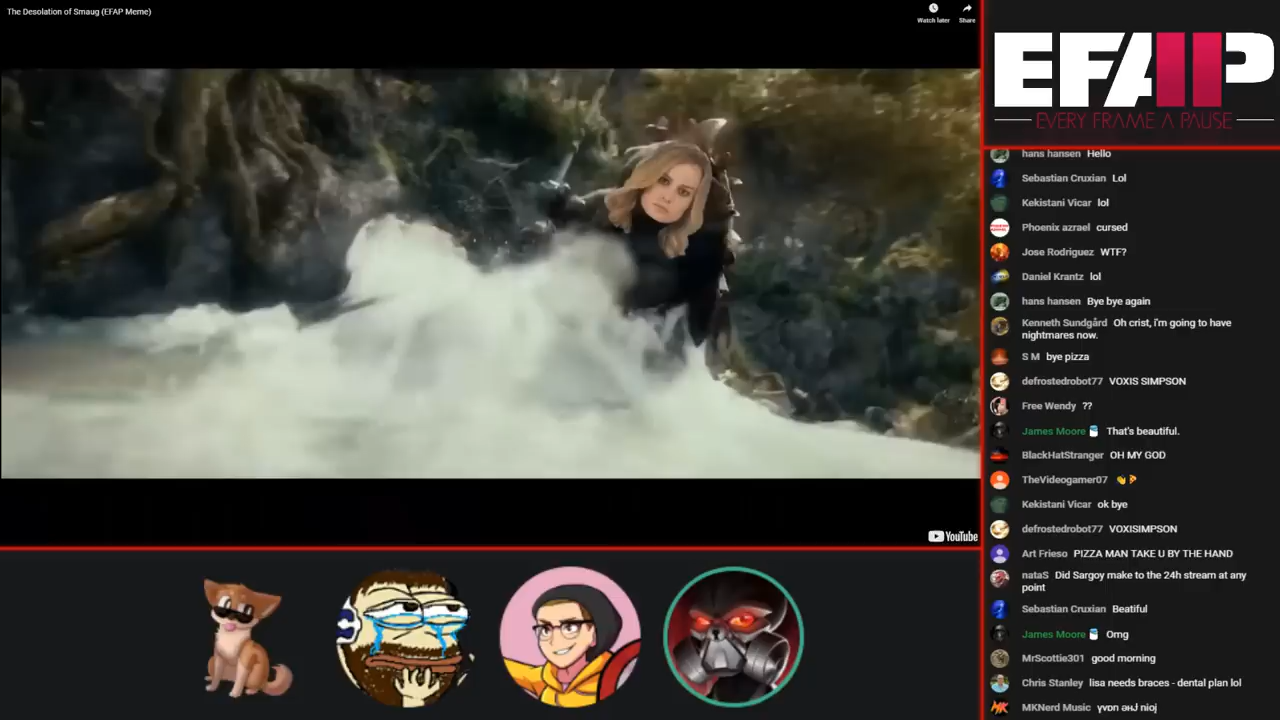 The Desolation of Smaug (EFAP Meme)
Watch later
Share
EFAP
EVERY FRAME A PAUSE
hans hansen Hello
Sebastian Cruxian Lol
Kekistani Vicar lol
Phoenix azrael cursed
Jose Rodriguez WTF?
Daniel Krantz lol
hans hansen Bye bye again
Kenneth Sundgård Oh crist, i'm going to have
nightmares now.
S M bye pizza
defrostedrobot77 VOXIS SIMPSON
Free Wendy ??
James Moore That's beautiful.
BlackHatStranger OH MY GOD
TheVideogamer07 👋🍕
Kekistani Vicar ok bye
defrostedrobot77 VOXISIMPSON
Art Frieso PIZZA MAN TAKE U BY THE HAND
nataS Did Sargoy make to the 24h stream at any
point
Sebastian Cruxian Beatiful
James Moore Omg
MrScottie301 good morning
Chris Stanley lisa needs braces - dental plan lol
MKNerd Music γνɒn ɘʜᎸ nioj
YouTube